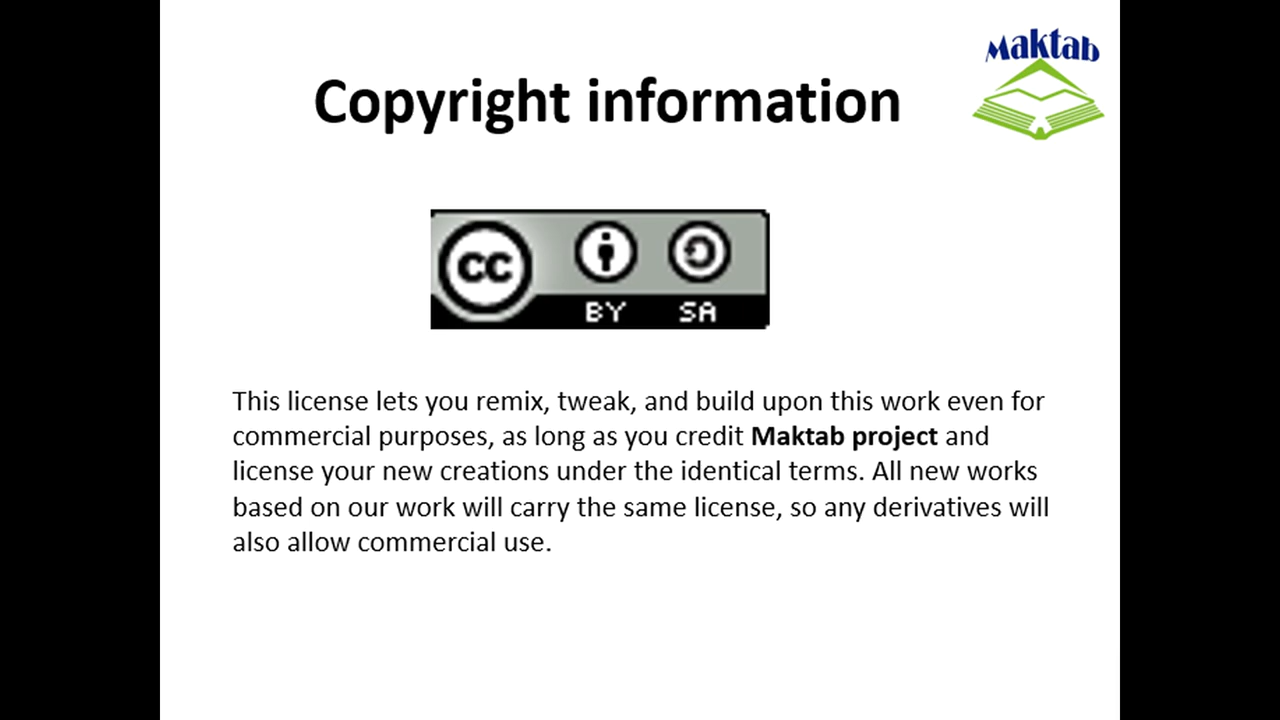 Maktab
Copyright information
CC
BY SA
This license lets you remix, tweak, and build upon this work even for
commercial purposes, as long as you credit Maktab project and
license your new creations under the identical terms. All new works
based on our work will carry the same license, so any derivatives will
also allow commercial use.